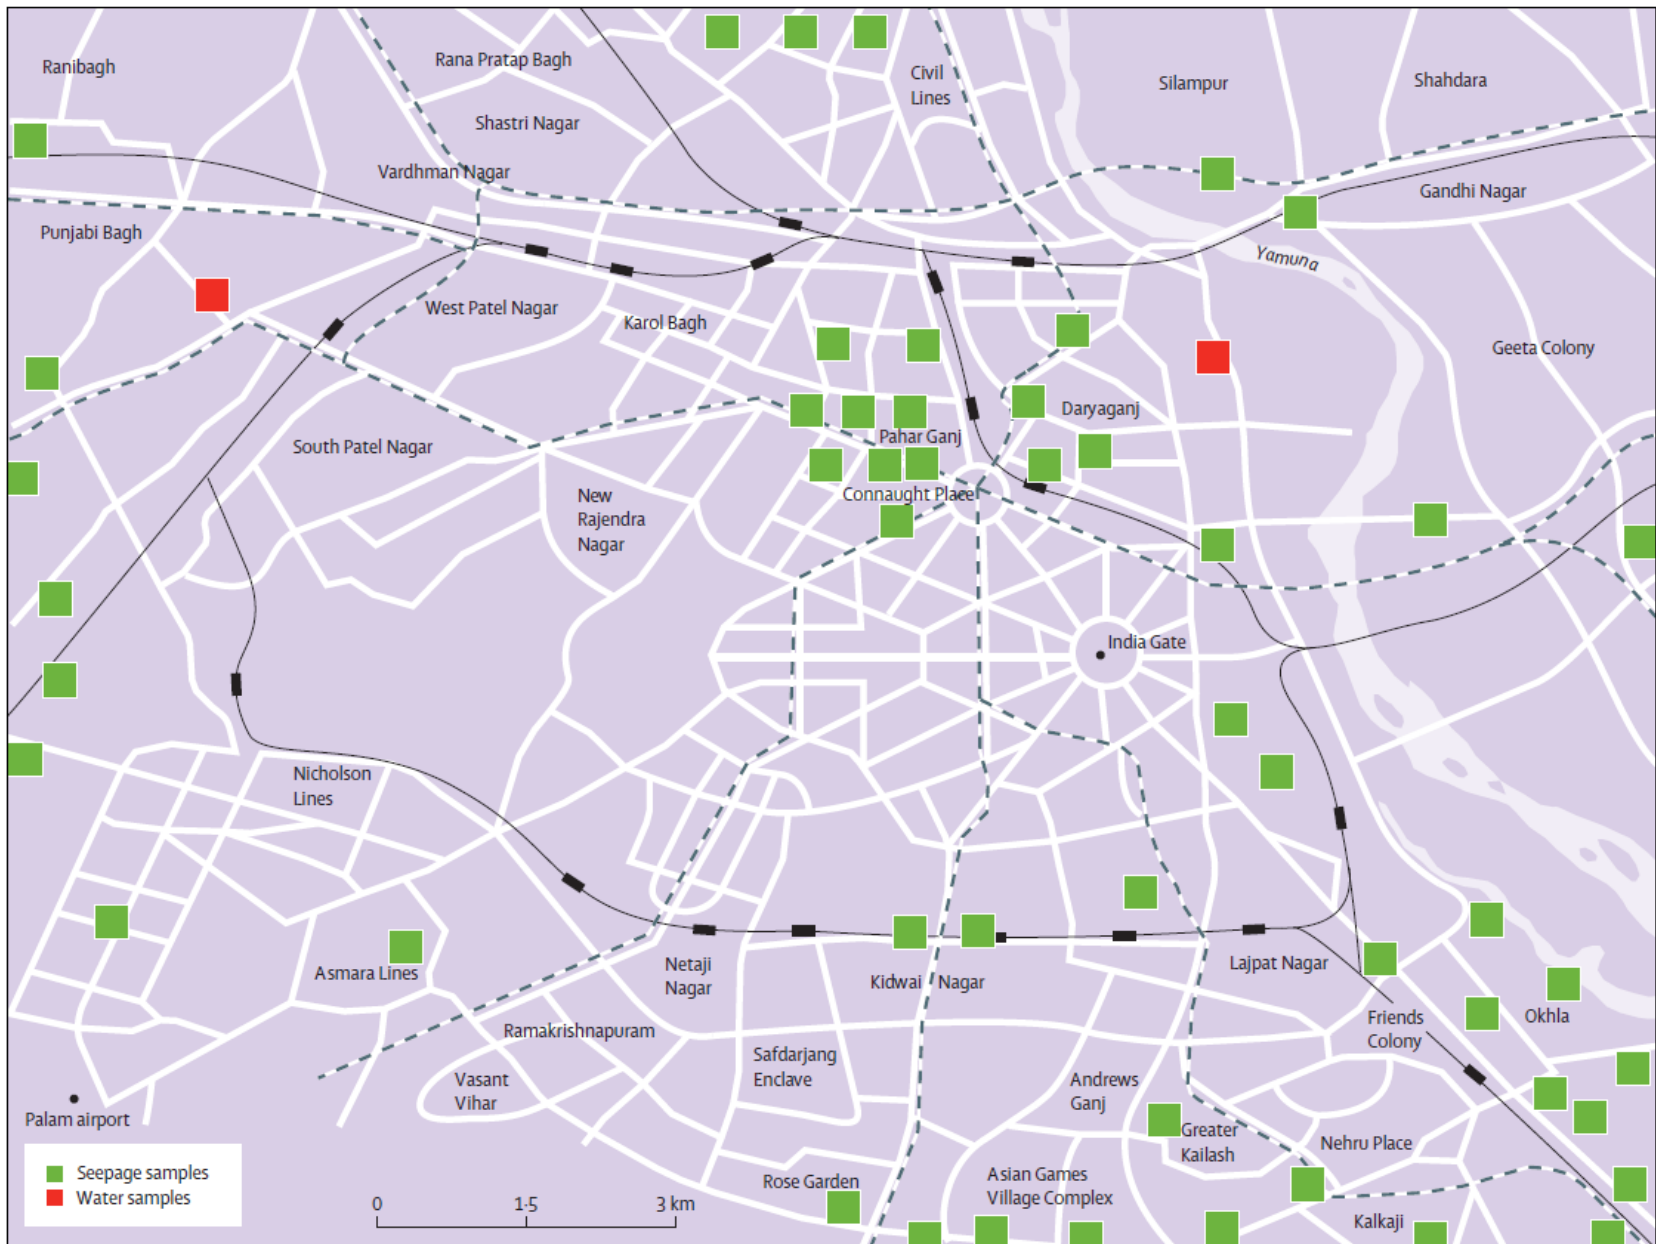 Ranibagh
Rana Pratap Bagh
Civil
Lines
Silampur
Shahdara
Shastri Nagar
Vardhman Nagar
Gandhi Nagar
Punjabi Bagh
Yamuna
West Patel Nagar
Karol Bagh
Geeta Colony
Daryaganj
South Patel Nagar
Pahar Ganj
Connaught Place
New
Rajendra
Nagar
India Gate
Nicholson
Lines
Asmara Lines
Netaji
Nagar
Kidwai Nagar
Lajpat Nagar
Friends
Colony
Okhla
Ramakrishnapuram
Safdarjang
Enclave
Vasant
Vihar
Andrews
Ganj
Palam airport
Greater
Kailash
Nehru Place
Rose Garden
Asian Games
Village Complex
Kalkaji
Seepage samples
Water samples
0 1·5 3 km